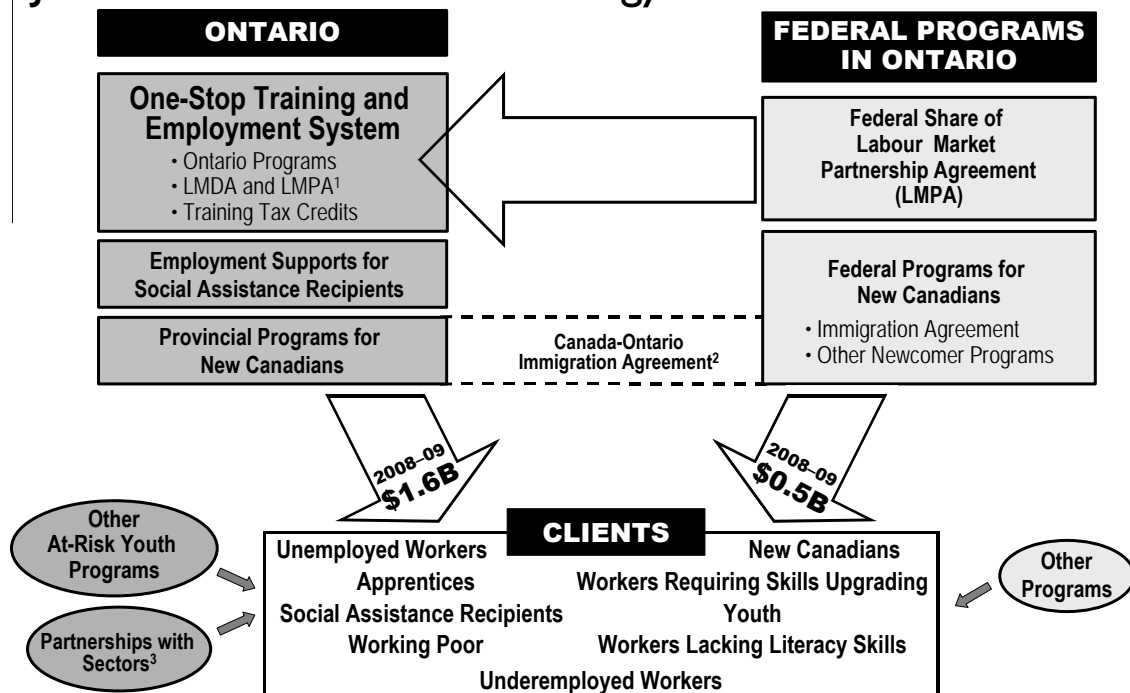 ONTARIO
One-Stop Training and
Employment System
• Ontario Programs
• LMDA and LMPA¹
• Training Tax Credits
Employment Supports for
Social Assistance Recipients
Provincial Programs for
New Canadians
FEDERAL PROGRAMS
IN ONTARIO
Federal Share of
Labour Market
Partnership Agreement
(LMPA)
Federal Programs for
New Canadians
• Immigration Agreement
• Other Newcomer Programs
Canada-Ontario
Immigration Agreement²
2008–09
$1.6B
2008–09
$0.5B
Other
At-Risk Youth
Programs
Partnerships with
Sectors³
CLIENTS
Unemployed Workers
New Canadians
Apprentices
Workers Requiring Skills Upgrading
Social Assistance Recipients
Youth
Working Poor
Workers Lacking Literacy Skills
Underemployed Workers
Other
Programs